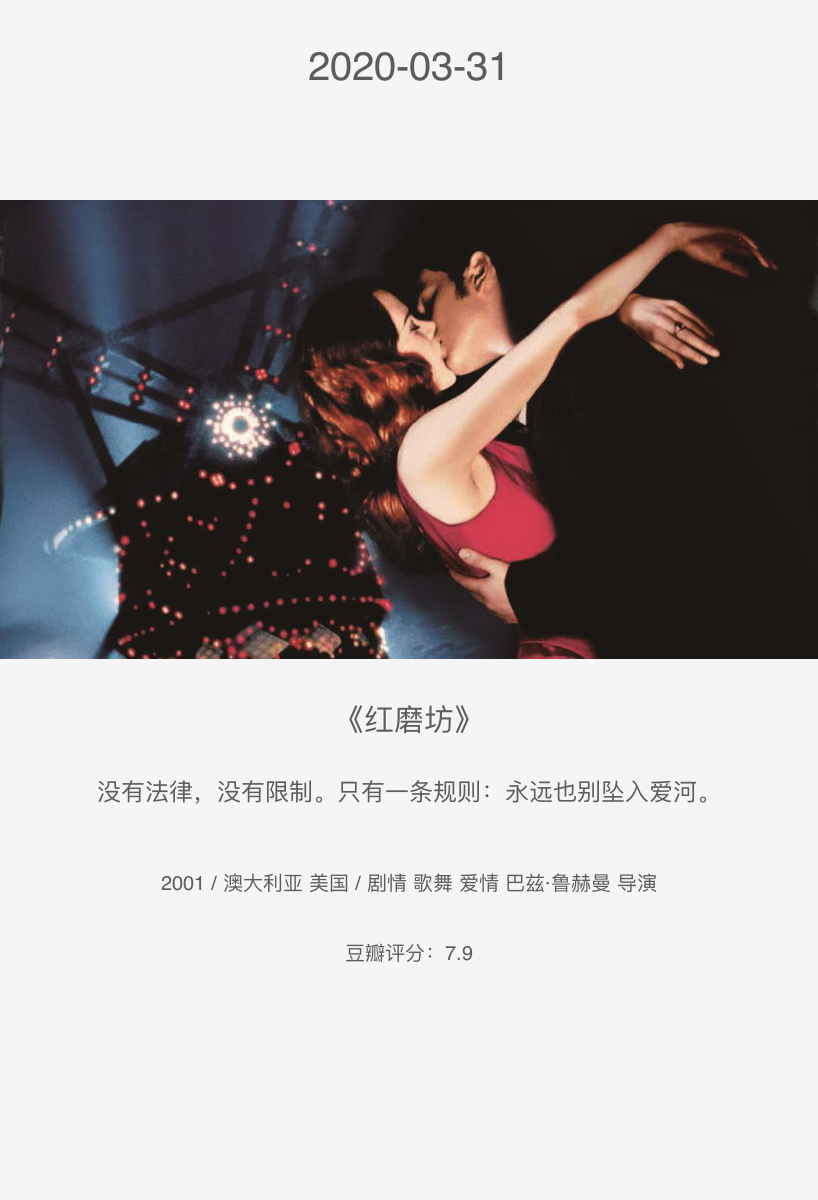 2020-03-31
《红磨坊》
没有法律，没有限制。只有一条规则：永远也别坠入爱河。
2001 / 澳大利亚 美国 / 剧情 歌舞 爱情 巴兹·鲁赫曼 导演
豆瓣评分：7.9